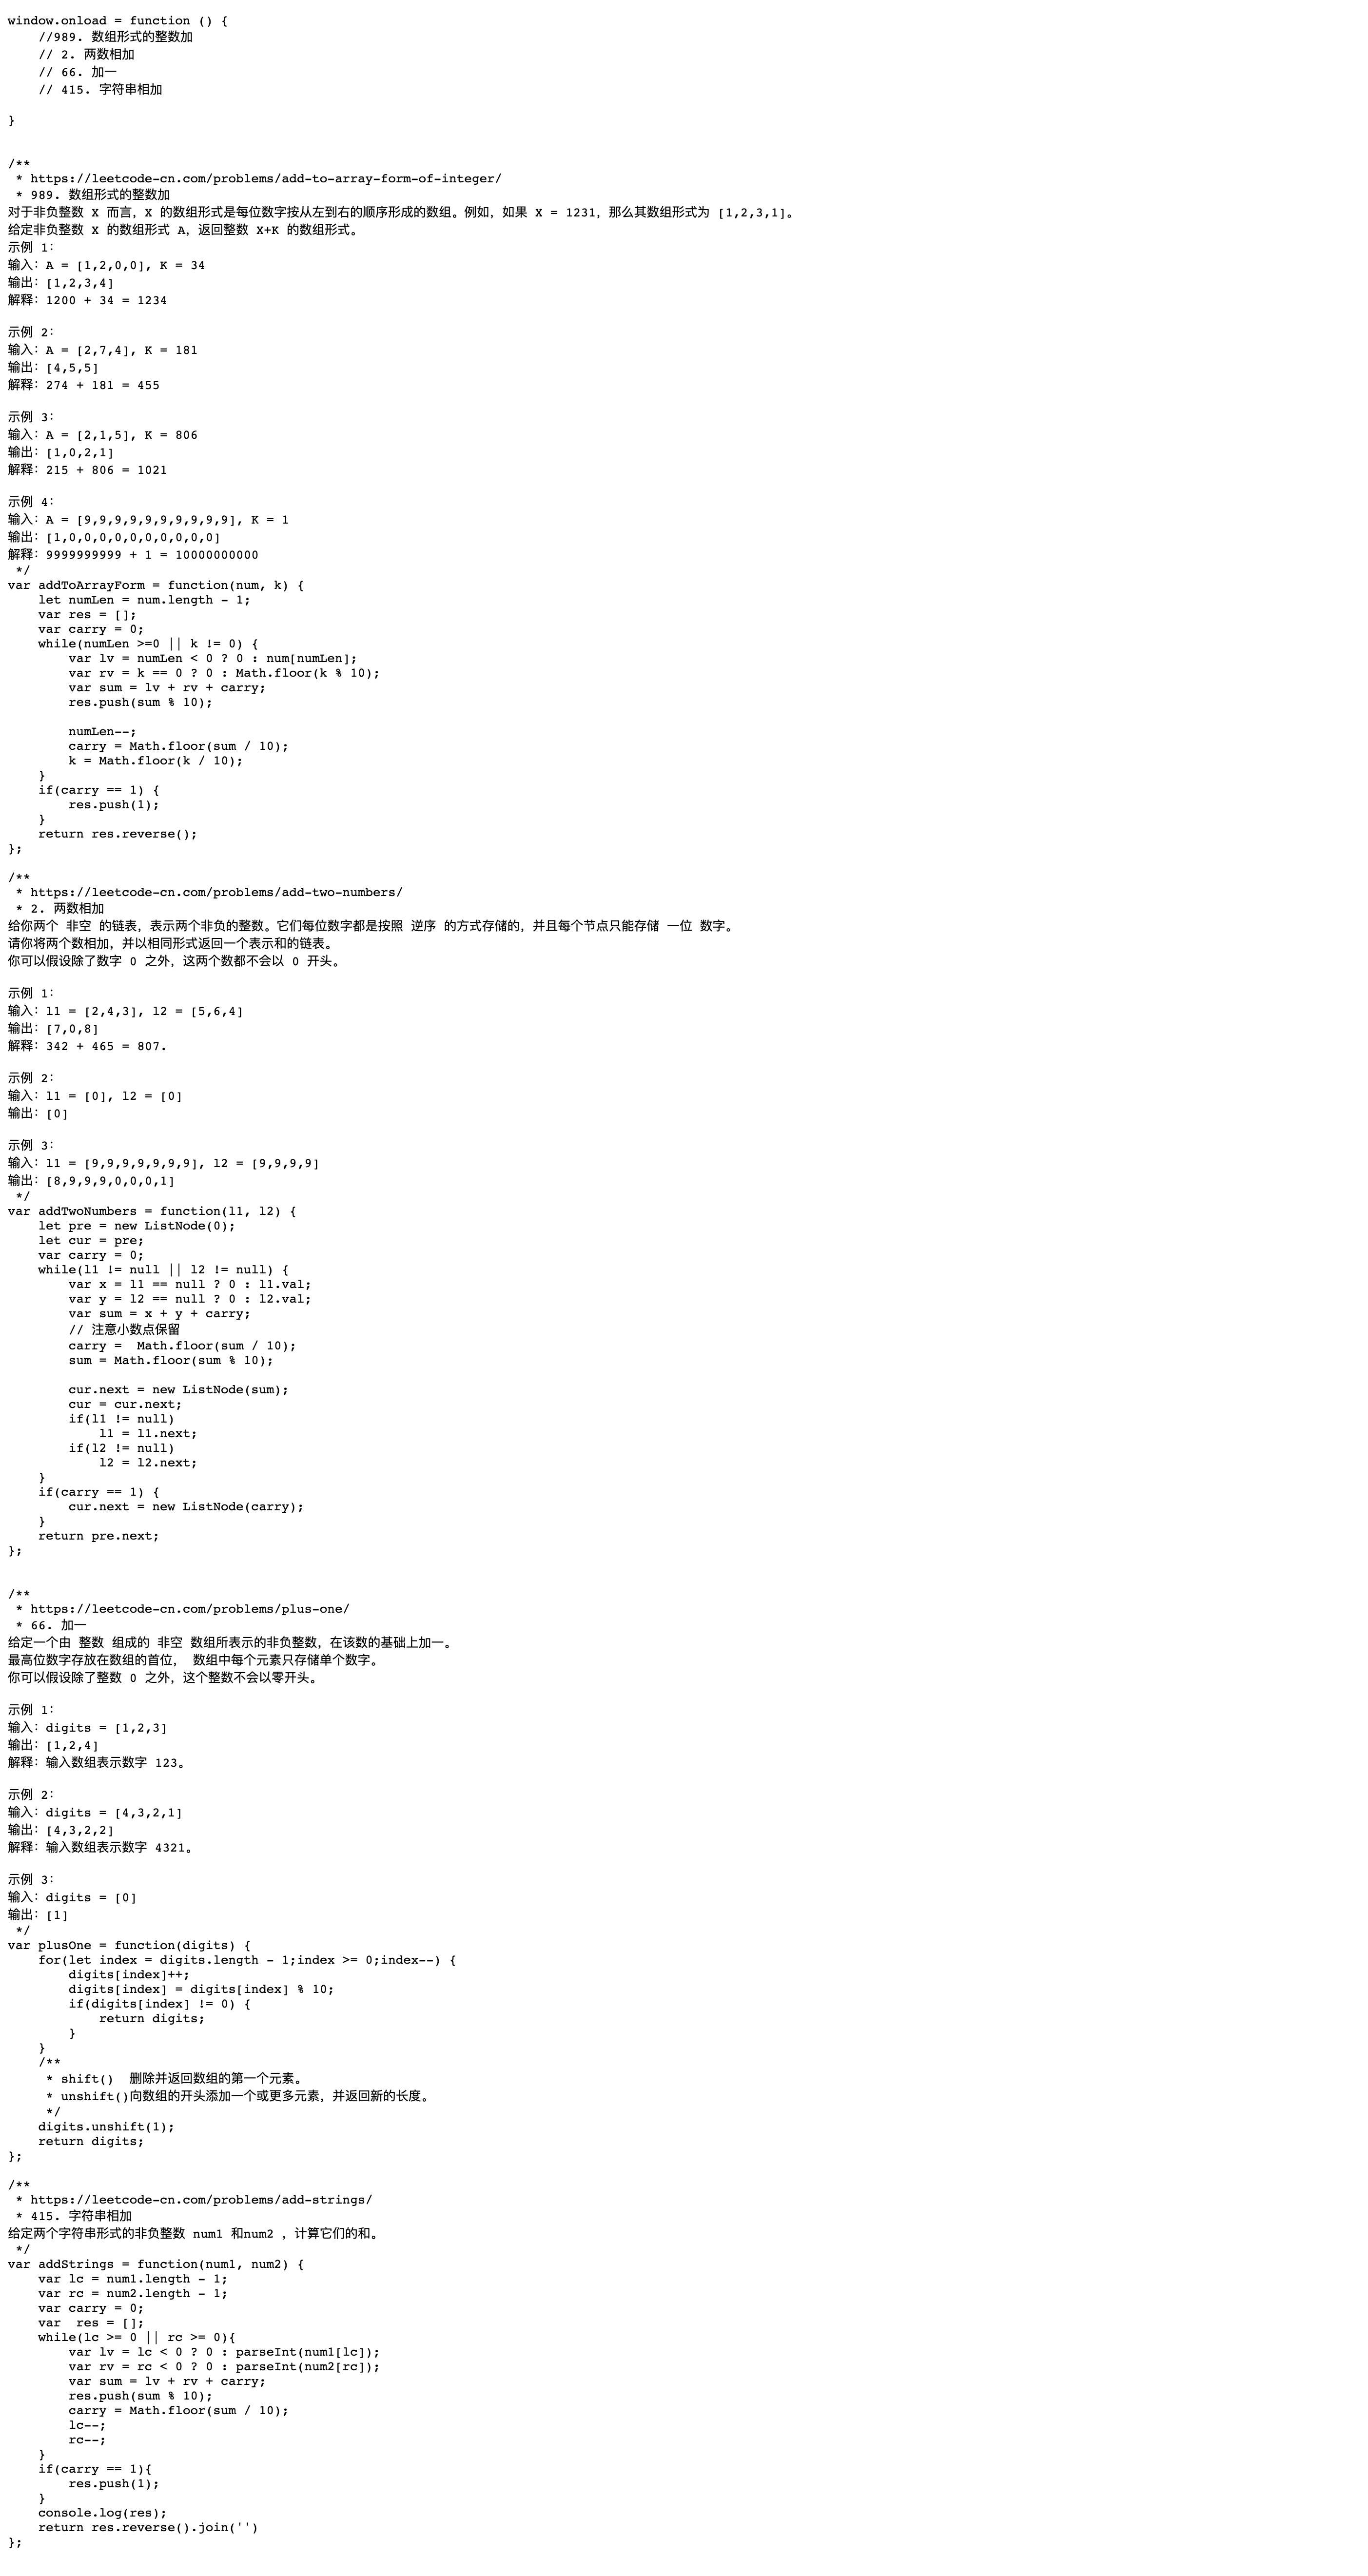 window.onload = function () {
    //989. 数组形式的整数加
    // 2. 两数相加
    // 66. 加一
    // 415. 字符串相加

}


/**
 * https://leetcode-cn.com/problems/add-to-array-form-of-integer/
 * 989. 数组形式的整数加
对于非负整数 X 而言，X 的数组形式是每位数字按从左到右的顺序形成的数组。例如，如果 X = 1231，那么其数组形式为 [1,2,3,1]。
给定非负整数 X 的数组形式 A，返回整数 X+K 的数组形式。
示例 1：
输入：A = [1,2,0,0], K = 34
输出：[1,2,3,4]
解释：1200 + 34 = 1234

示例 2：
输入：A = [2,7,4], K = 181
输出：[4,5,5]
解释：274 + 181 = 455

示例 3：
输入：A = [2,1,5], K = 806
输出：[1,0,2,1]
解释：215 + 806 = 1021

示例 4：
输入：A = [9,9,9,9,9,9,9,9,9,9], K = 1
输出：[1,0,0,0,0,0,0,0,0,0,0]
解释：9999999999 + 1 = 10000000000
 */
var addToArrayForm = function(num, k) {
    let numLen = num.length - 1;
    var res = [];
    var carry = 0;
    while(numLen >=0 || k != 0) {
        var lv = numLen < 0 ? 0 : num[numLen];
        var rv = k == 0 ? 0 : Math.floor(k % 10);
        var sum = lv + rv + carry;
        res.push(sum % 10);

        numLen--;
        carry = Math.floor(sum / 10);
        k = Math.floor(k / 10);
    }
    if(carry == 1) {
        res.push(1);
    }
    return res.reverse();
};

/**
 * https://leetcode-cn.com/problems/add-two-numbers/
 * 2. 两数相加
给你两个 非空 的链表，表示两个非负的整数。它们每位数字都是按照 逆序 的方式存储的，并且每个节点只能存储 一位 数字。
请你将两个数相加，并以相同形式返回一个表示和的链表。
你可以假设除了数字 0 之外，这两个数都不会以 0 开头。

示例 1：
输入：l1 = [2,4,3], l2 = [5,6,4]
输出：[7,0,8]
解释：342 + 465 = 807.

示例 2：
输入：l1 = [0], l2 = [0]
输出：[0]

示例 3：
输入：l1 = [9,9,9,9,9,9,9], l2 = [9,9,9,9]
输出：[8,9,9,9,0,0,0,1]
 */
var addTwoNumbers = function(l1, l2) {
    let pre = new ListNode(0);
    let cur = pre;
    var carry = 0;
    while(l1 != null || l2 != null) {
        var x = l1 == null ? 0 : l1.val;
        var y = l2 == null ? 0 : l2.val;
        var sum = x + y + carry;
        // 注意小数点保留
        carry =  Math.floor(sum / 10);
        sum = Math.floor(sum % 10);

        cur.next = new ListNode(sum);
        cur = cur.next;
        if(l1 != null)
            l1 = l1.next;
        if(l2 != null)
            l2 = l2.next;
    }
    if(carry == 1) {
        cur.next = new ListNode(carry);
    }
    return pre.next;
};


/**
 * https://leetcode-cn.com/problems/plus-one/
 * 66. 加一
给定一个由 整数 组成的 非空 数组所表示的非负整数，在该数的基础上加一。
最高位数字存放在数组的首位， 数组中每个元素只存储单个数字。
你可以假设除了整数 0 之外，这个整数不会以零开头。

示例 1：
输入：digits = [1,2,3]
输出：[1,2,4]
解释：输入数组表示数字 123。

示例 2：
输入：digits = [4,3,2,1]
输出：[4,3,2,2]
解释：输入数组表示数字 4321。

示例 3：
输入：digits = [0]
输出：[1]
 */
var plusOne = function(digits) {
    for(let index = digits.length - 1;index >= 0;index--) {
        digits[index]++;
        digits[index] = digits[index] % 10;
        if(digits[index] != 0) {
            return digits;
        }
    }
    /**
     * shift()  删除并返回数组的第一个元素。
     * unshift()向数组的开头添加一个或更多元素，并返回新的长度。
     */
    digits.unshift(1);
    return digits;
};

/**
 * https://leetcode-cn.com/problems/add-strings/
 * 415. 字符串相加
给定两个字符串形式的非负整数 num1 和num2 ，计算它们的和。
 */
var addStrings = function(num1, num2) {
    var lc = num1.length - 1;
    var rc = num2.length - 1;
    var carry = 0;
    var  res = [];
    while(lc >= 0 || rc >= 0){
        var lv = lc < 0 ? 0 : parseInt(num1[lc]);
        var rv = rc < 0 ? 0 : parseInt(num2[rc]);
        var sum = lv + rv + carry;
        res.push(sum % 10);
        carry = Math.floor(sum / 10);
        lc--;
        rc--;
    }
    if(carry == 1){
        res.push(1);
    }
    console.log(res);
    return res.reverse().join('')
};